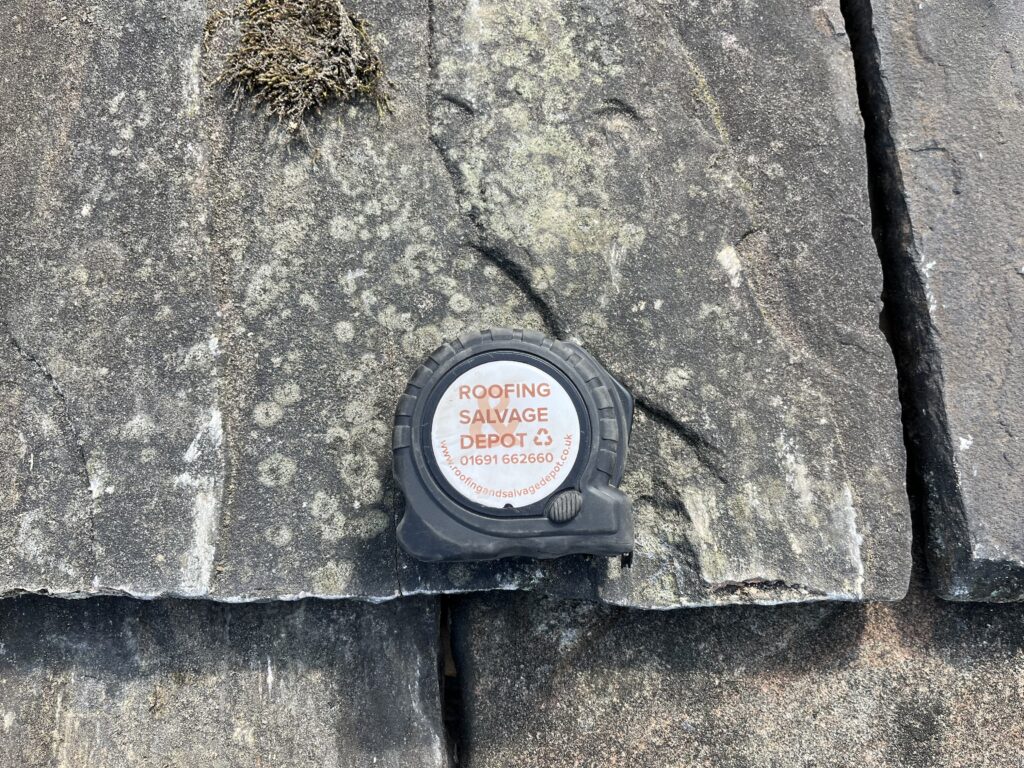 ROOFING
SALVAGE
DEPOT
01691 662660
www.roofingandsalvagedepot.co.uk